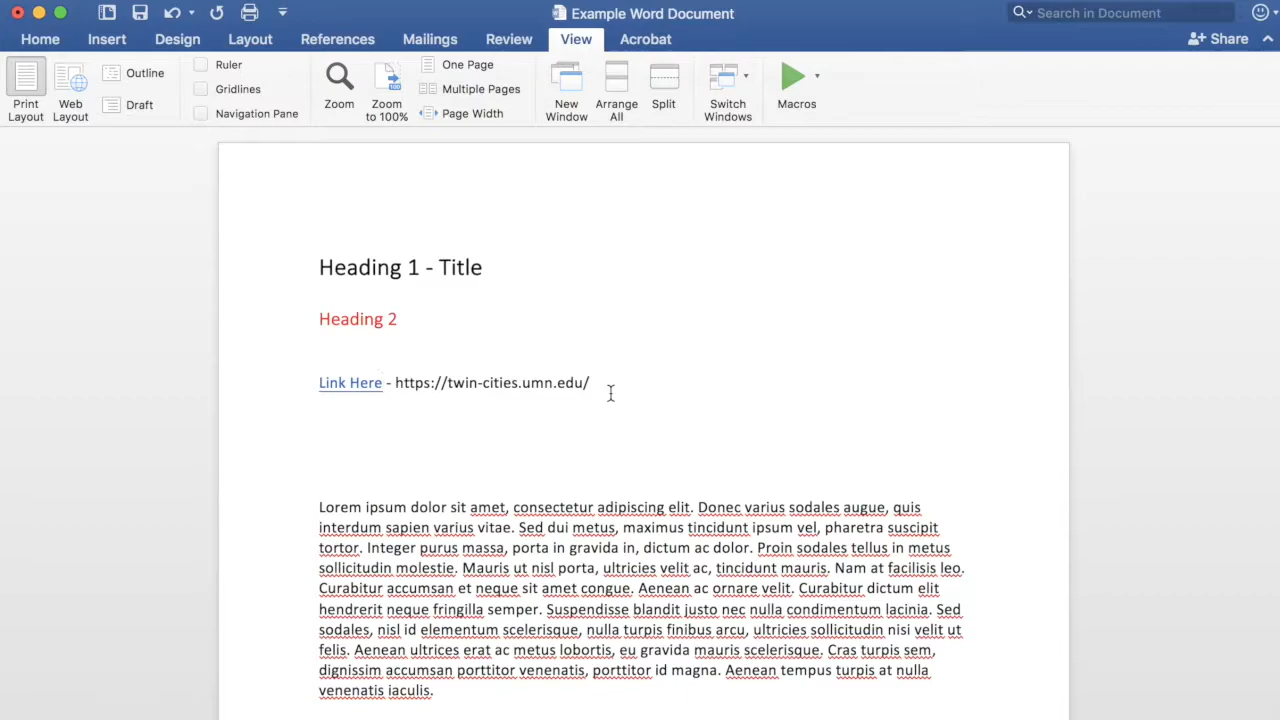 Example Word Document
Search in Document
Home Insert Design Layout References Mailings Review View Acrobat Share
Print Layout
Web Layout
Outline
Draft
Ruler
Gridlines
Navigation Pane
Zoom
Zoom to 100%
One Page
Multiple Pages
Page Width
New Window
Arrange All
Split
Switch Windows
Macros
Heading 1 - Title
Heading 2
Link Here - https://twin-cities.umn.edu/
Lorem ipsum dolor sit amet, consectetur adipiscing elit. Donec varius sodales augue, quis
interdum sapien varius vitae. Sed dui metus, maximus tincidunt ipsum vel, pharetra suscipit
tortor. Integer purus massa, porta in gravida in, dictum ac dolor. Proin sodales tellus in metus
sollicitudin molestie. Mauris ut nisl porta, ultricies velit ac, tincidunt mauris. Nam at facilisis leo.
Curabitur accumsan et neque sit amet congue. Aenean ac ornare velit. Curabitur dictum elit
hendrerit neque fringilla semper. Suspendisse blandit justo nec nulla condimentum lacinia. Sed
sodales, nisl id elementum scelerisque, nulla turpis finibus arcu, ultricies sollicitudin nisi velit ut
felis. Aenean ultrices erat ac metus lobortis, eu gravida mauris scelerisque. Cras turpis sem,
dignissim accumsan porttitor venenatis, porttitor id magna. Aenean tempus turpis at nulla
venenatis iaculis.